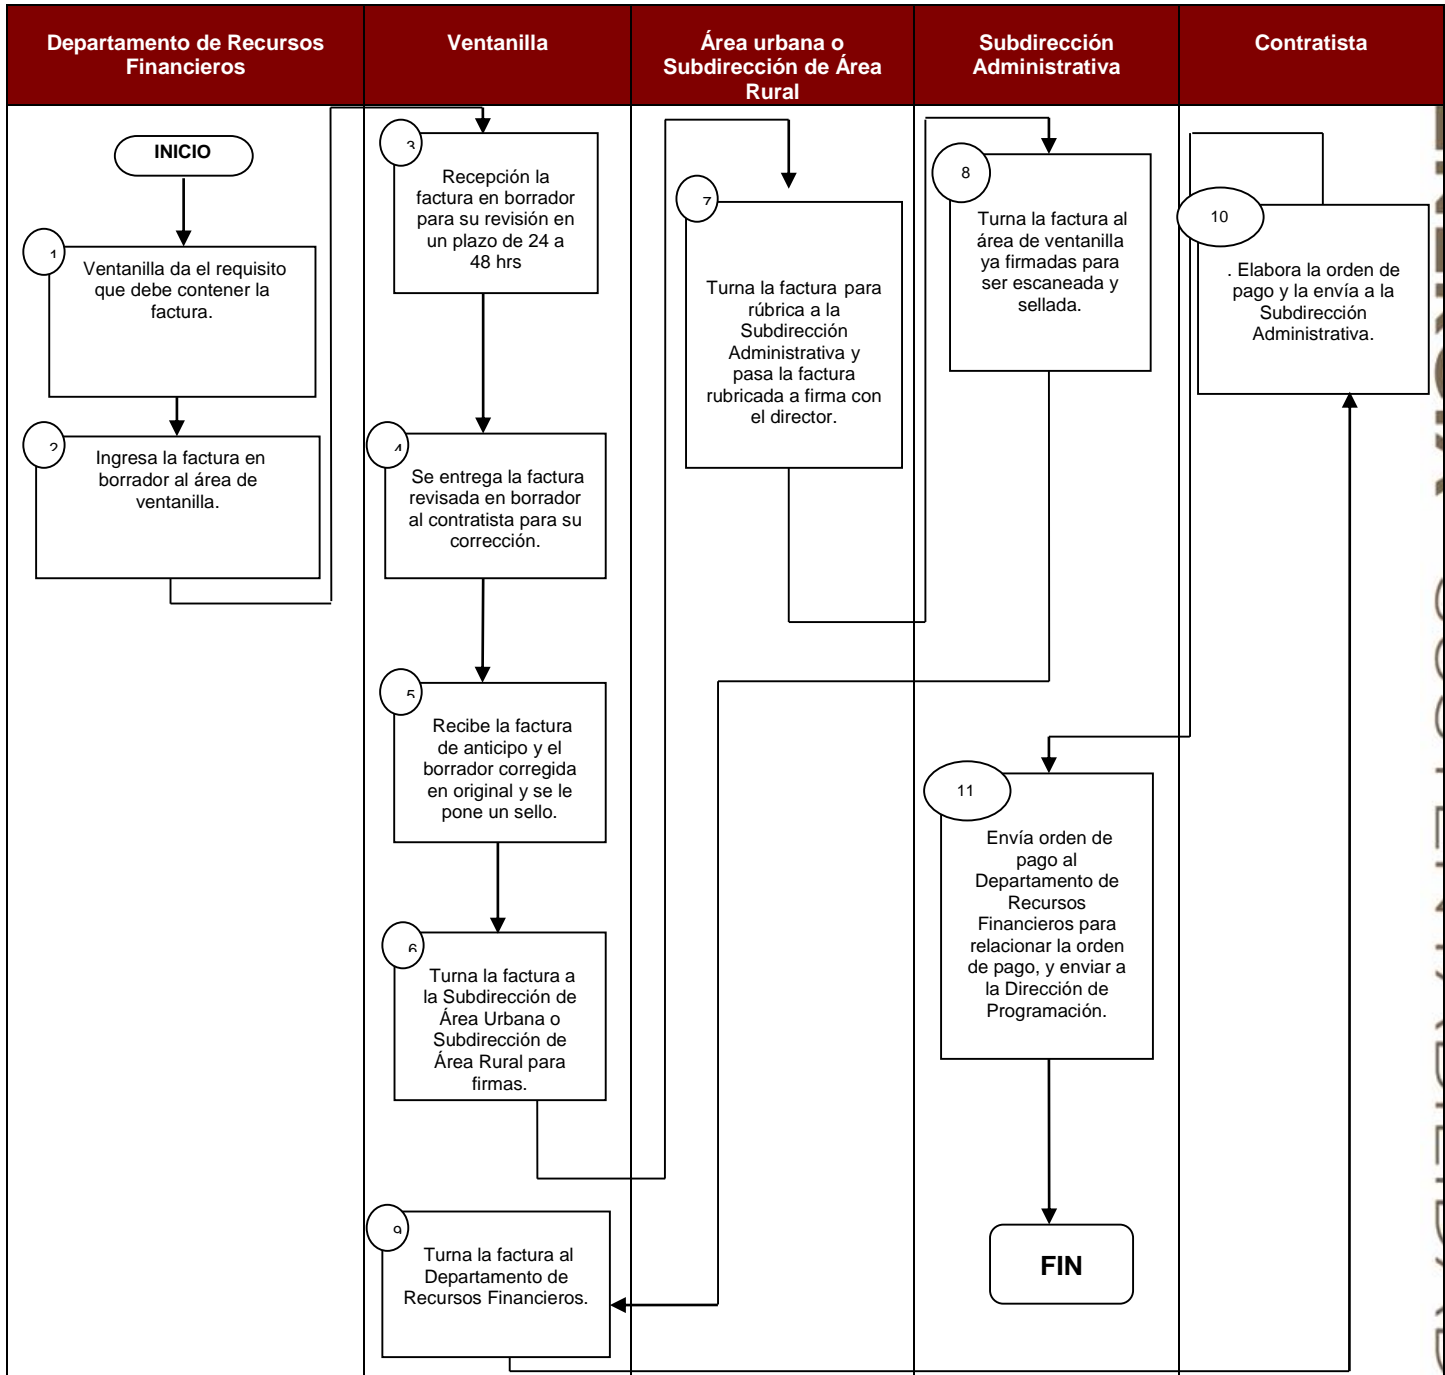 Departamento de Recursos
Financieros
Ventanilla
Área urbana o
Subdirección de Área
Rural
Subdirección
Administrativa
Contratista
INICIO
1
Ventanilla da el requisito
que debe contener la
factura.
2
Ingresa la factura en
borrador al área de
ventanilla.
3
Recepción la
factura en borrador
para su revisión en
un plazo de 24 a
48 hrs
4
Se entrega la factura
revisada en borrador
al contratista para su
corrección.
5
Recibe la factura
de anticipo y el
borrador corregida
en original y se le
pone un sello.
6
Turna la factura a
la Subdirección de
Área Urbana o
Subdirección de
Área Rural para
firmas.
7
Turna la factura para
rúbrica a la
Subdirección
Administrativa y
pasa la factura
rubricada a firma con
el director.
8
Turna la factura al
área de ventanilla
ya firmadas para
ser escaneada y
sellada.
9
Turna la factura al
Departamento de
Recursos Financieros.
10
. Elabora la orden de
pago y la envía a la
Subdirección
Administrativa.
11
Envía orden de
pago al
Departamento de
Recursos
Financieros para
relacionar la orden
de pago, y enviar a
la Dirección de
Programación.
FIN